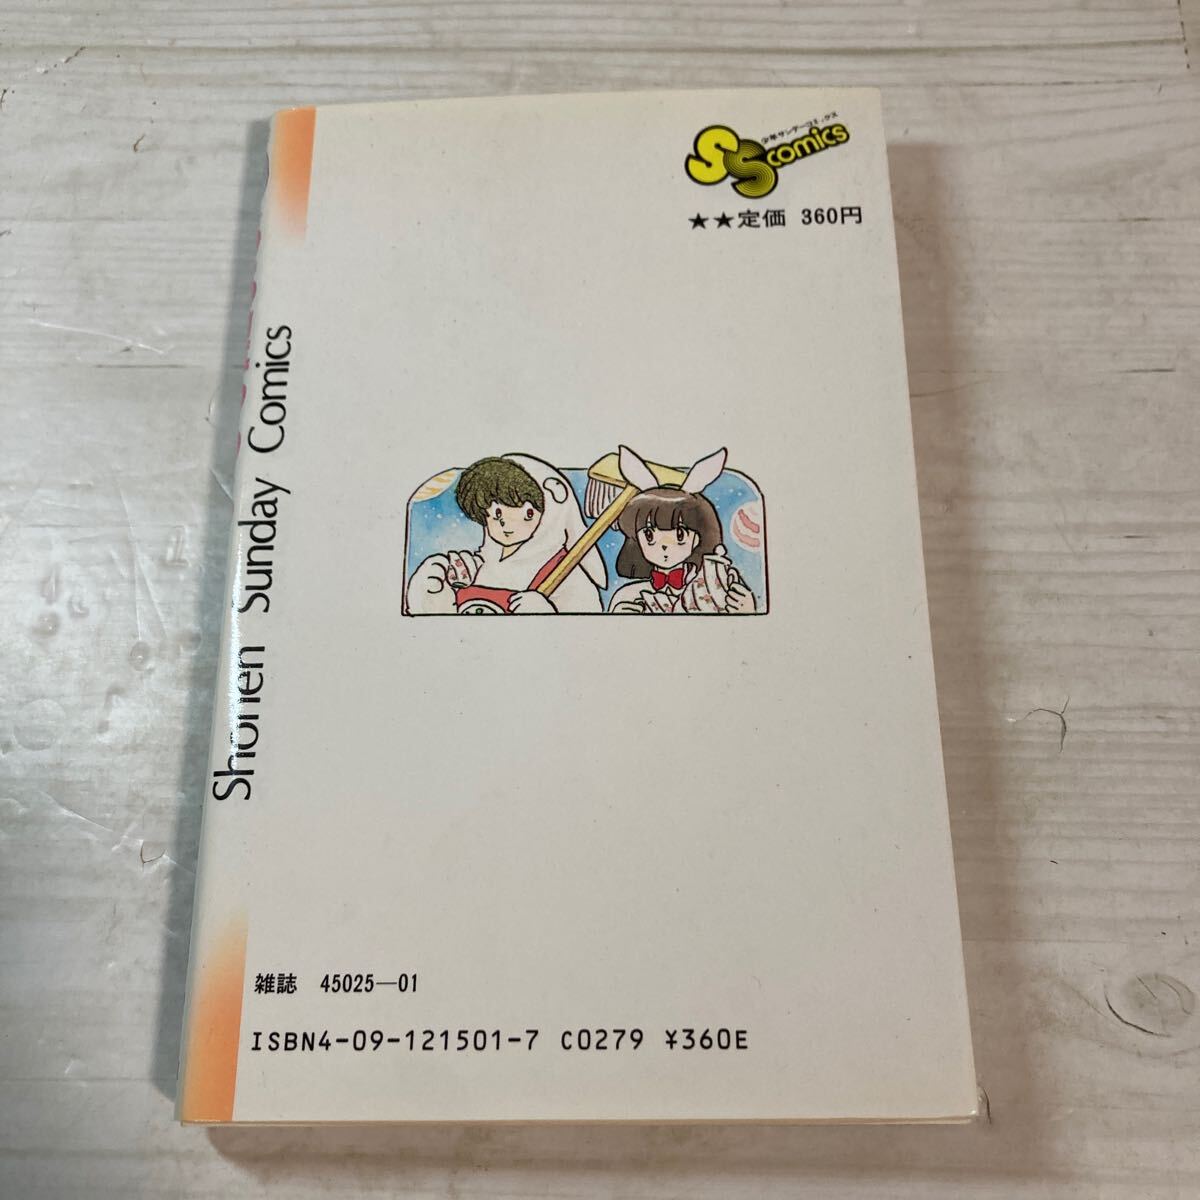 少年サンデーコミックス
SScomics
★★定価 360円
Shonen Sunday Comics
雑誌 45025—01
ISBN4-09-121501-7 C0279 ¥360E